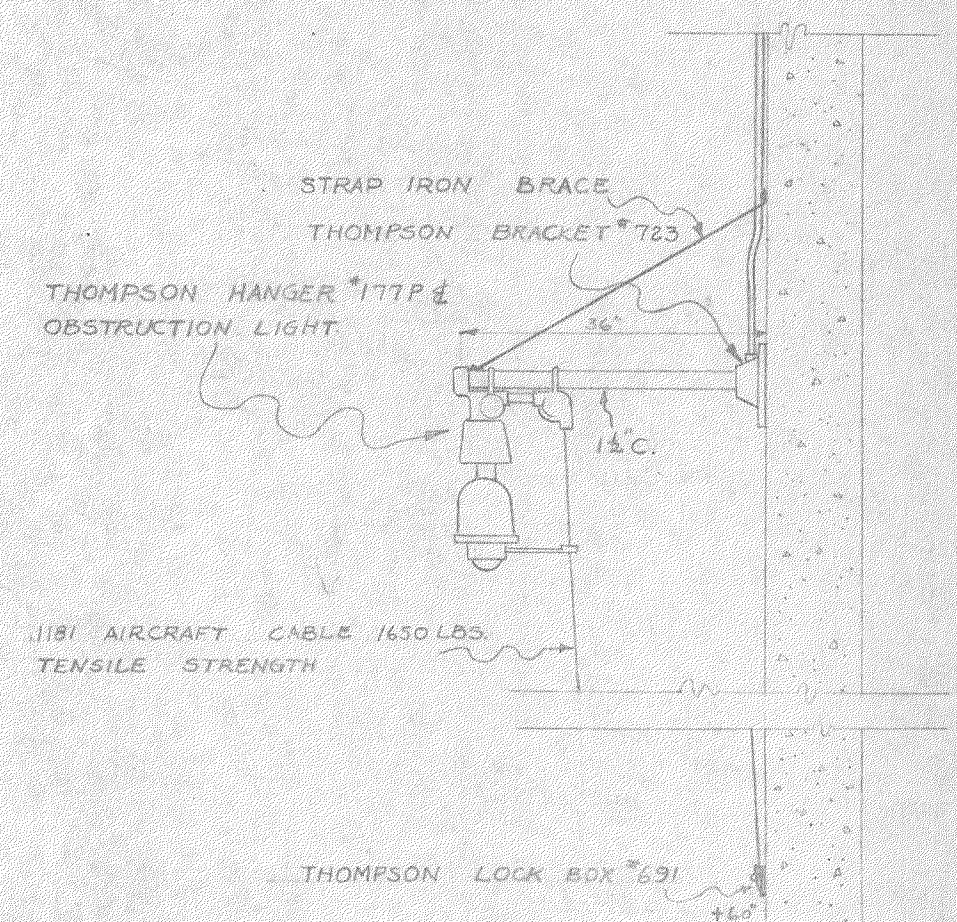 STRAP IRON BRACE
THOMPSON BRACKET #723
THOMPSON HANGER #177P &
OBSTRUCTION LIGHT.
36"
1½"C.
.1181 AIRCRAFT CABLE 1650 LBS.
TENSILE STRENGTH
THOMPSON LOCK BOX #691
+60"